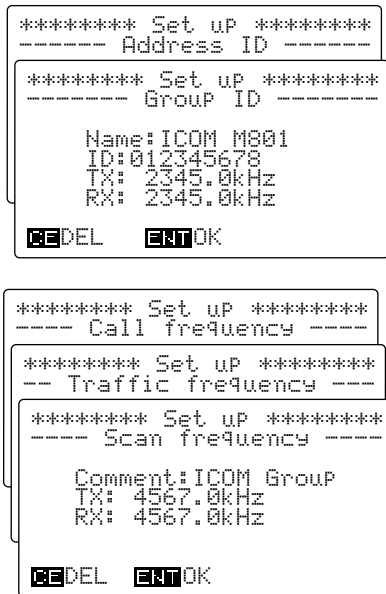 ******** Set up ********
------ Address ID ------
******** Set up ********
------- Group ID -------
Name:ICOM M801
ID:012345678
TX: 2345.0kHz
RX: 2345.0kHz
CE DEL ENT OK
******** Set up ********
---- Call frequency ----
******** Set up ********
-- Traffic frequency ---
******** Set up ********
---- Scan frequency ----
Comment:ICOM Group
TX: 4567.0kHz
RX: 4567.0kHz
CE DEL ENT OK